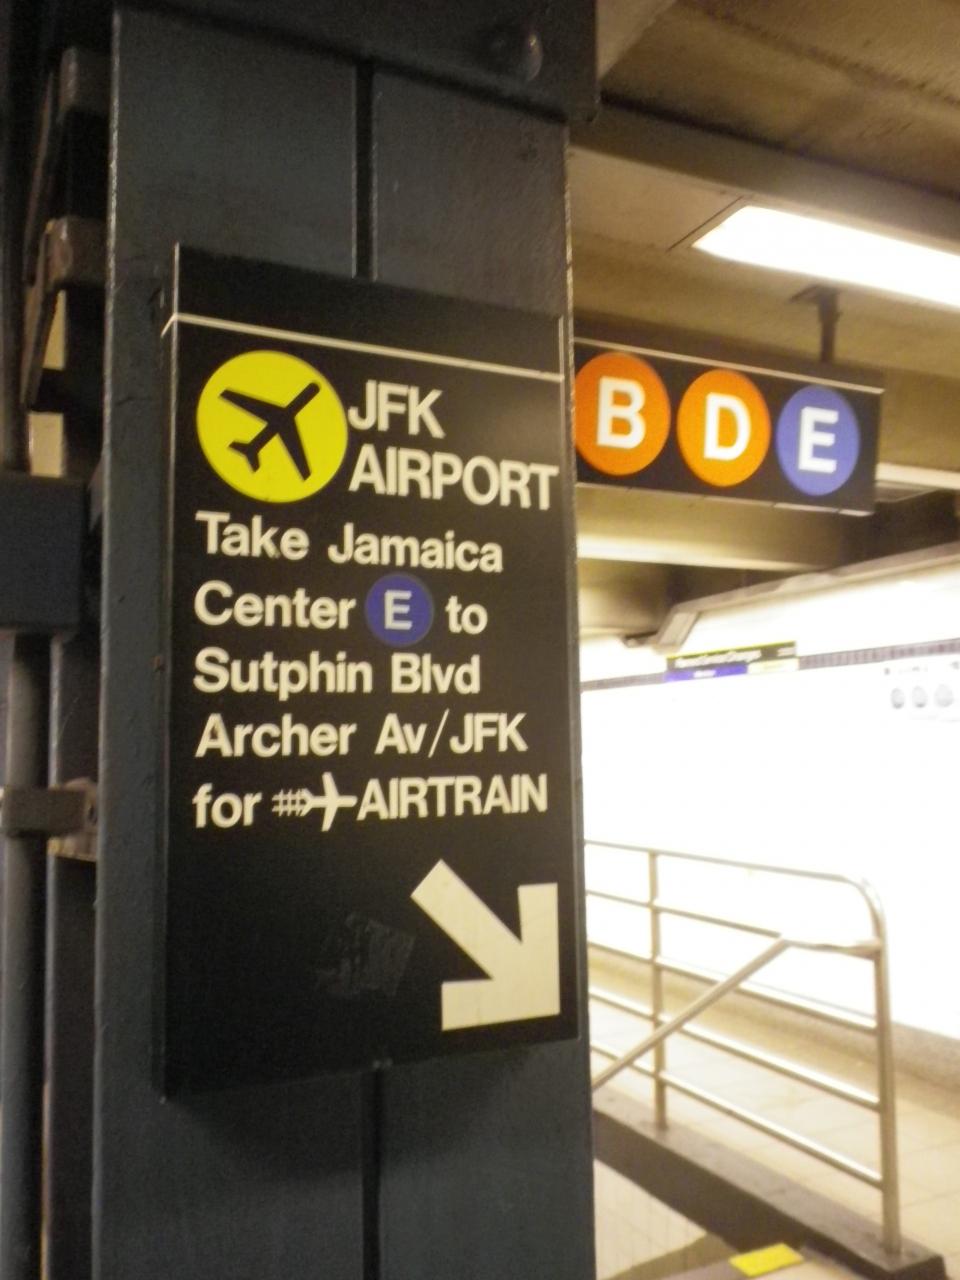 JFK
AIRPORT
Take Jamaica
Center E to
Sutphin Blvd
Archer Av/JFK
for AIRTRAIN
B D E